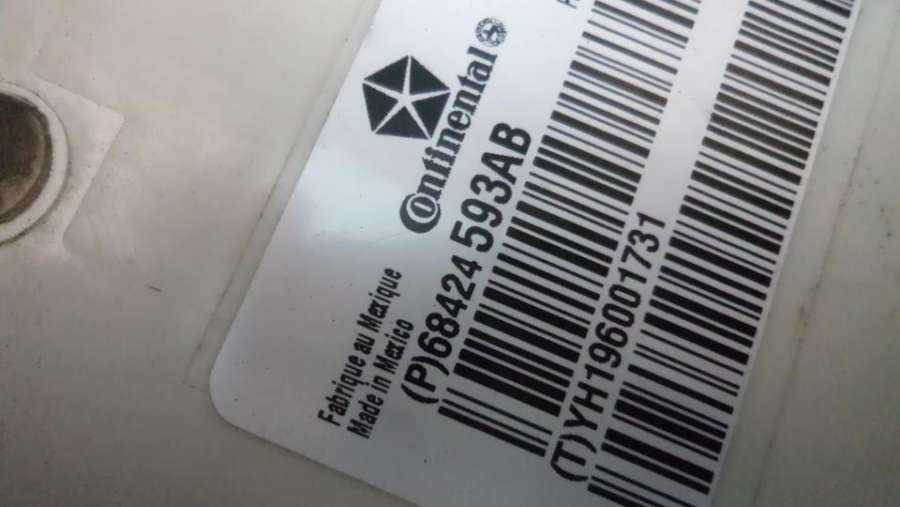 Continental
(P)68424 593AB
(T)YH196001731
Fabrique au Mexique
Made in Mexico